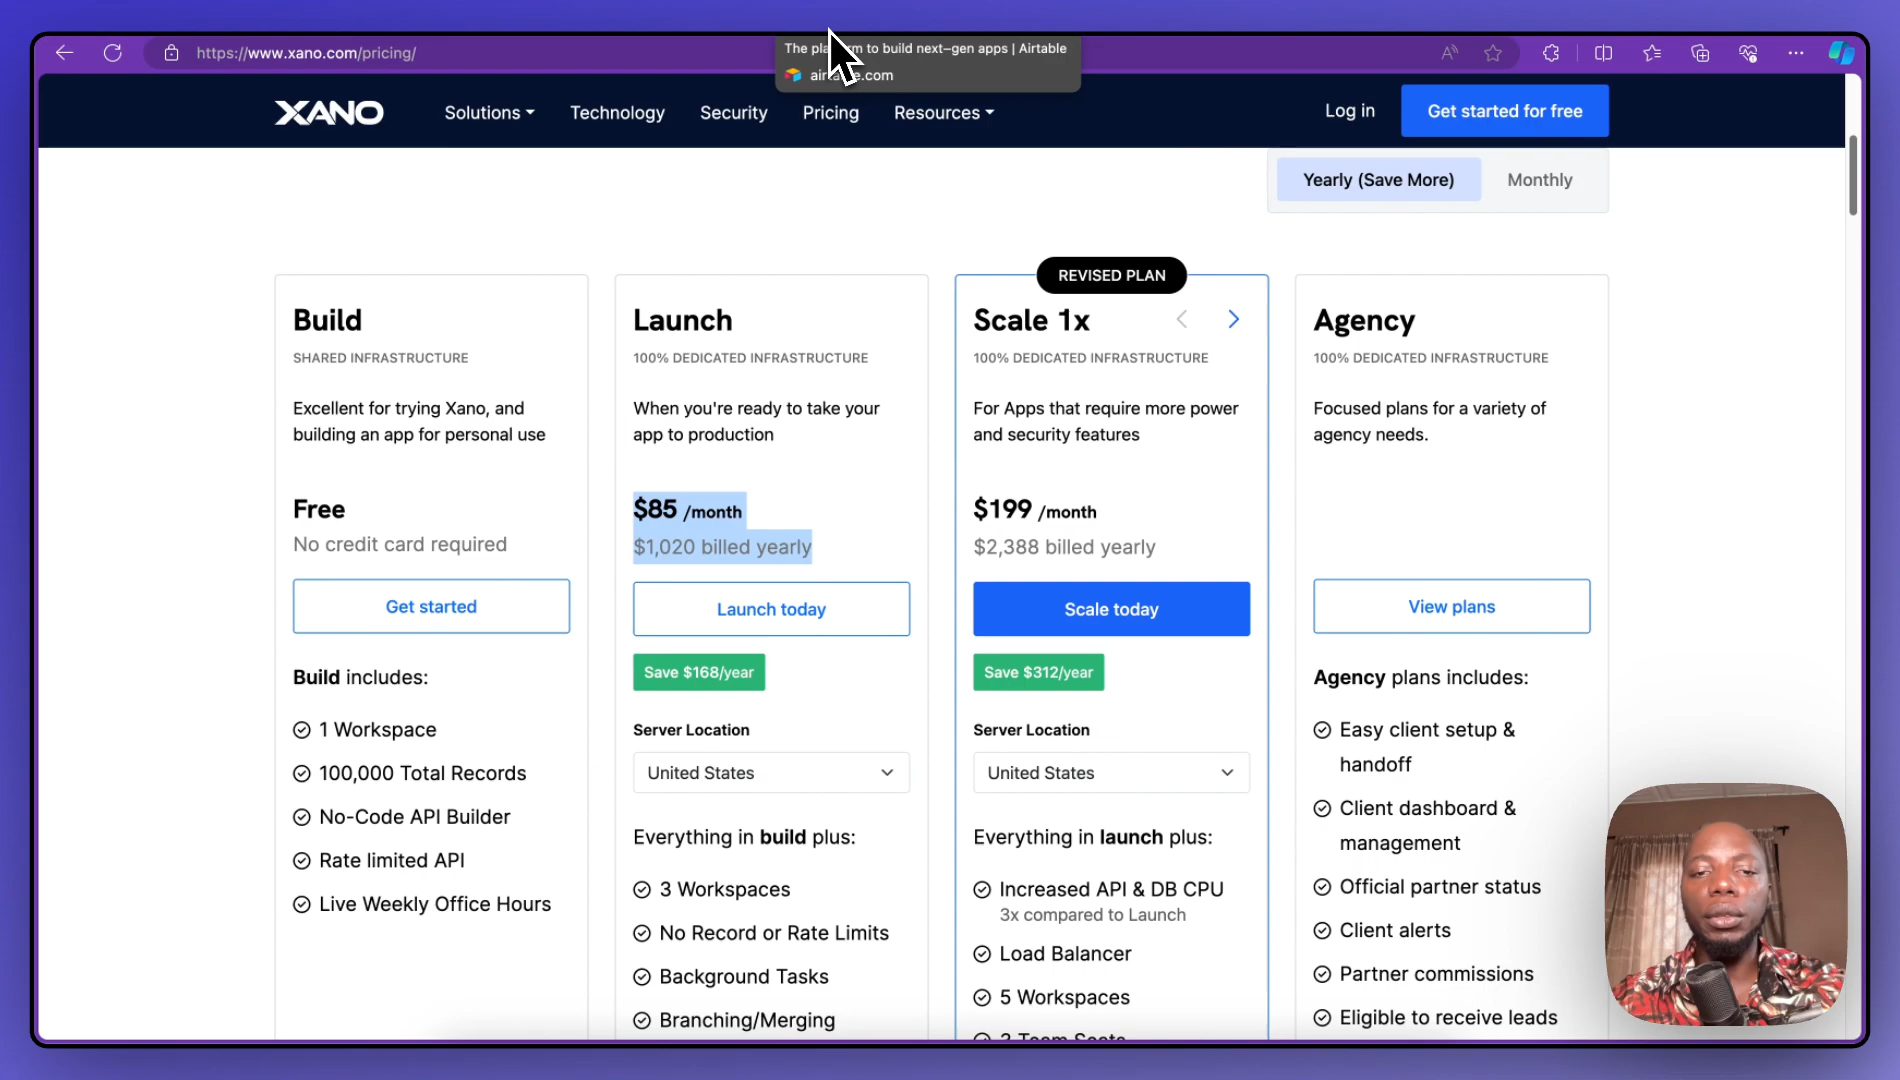 https://www.xano.com/pricing/
The pl rm to build next-gen apps | Airtable
.com
XANO
Solutions
Technology
Security
Pricing
Resources
Log in
Get started for free
Yearly (Save More)
Monthly
Build
SHARED INFRASTRUCTURE
Excellent for trying Xano, and
building an app for personal use
Free
No credit card required
Get started
Build includes:
1 Workspace
100,000 Total Records
No-Code API Builder
Rate limited API
Live Weekly Office Hours
Launch
100% DEDICATED INFRASTRUCTURE
When you're ready to take your
app to production
$85 /month
$1,020 billed yearly
Launch today
Save $168/year
Server Location
United States
Everything in build plus:
3 Workspaces
No Record or Rate Limits
Background Tasks
Branching/Merging
REVISED PLAN
Scale 1x
100% DEDICATED INFRASTRUCTURE
For Apps that require more power
and security features
$199 /month
$2,388 billed yearly
Scale today
Save $312/year
Server Location
United States
Everything in launch plus:
Increased API & DB CPU
3x compared to Launch
Load Balancer
5 Workspaces
Agency
100% DEDICATED INFRASTRUCTURE
Focused plans for a variety of
agency needs.
View plans
Agency plans includes:
Easy client setup &
handoff
Client dashboard &
management
Official partner status
Client alerts
Partner commissions
Eligible to receive leads